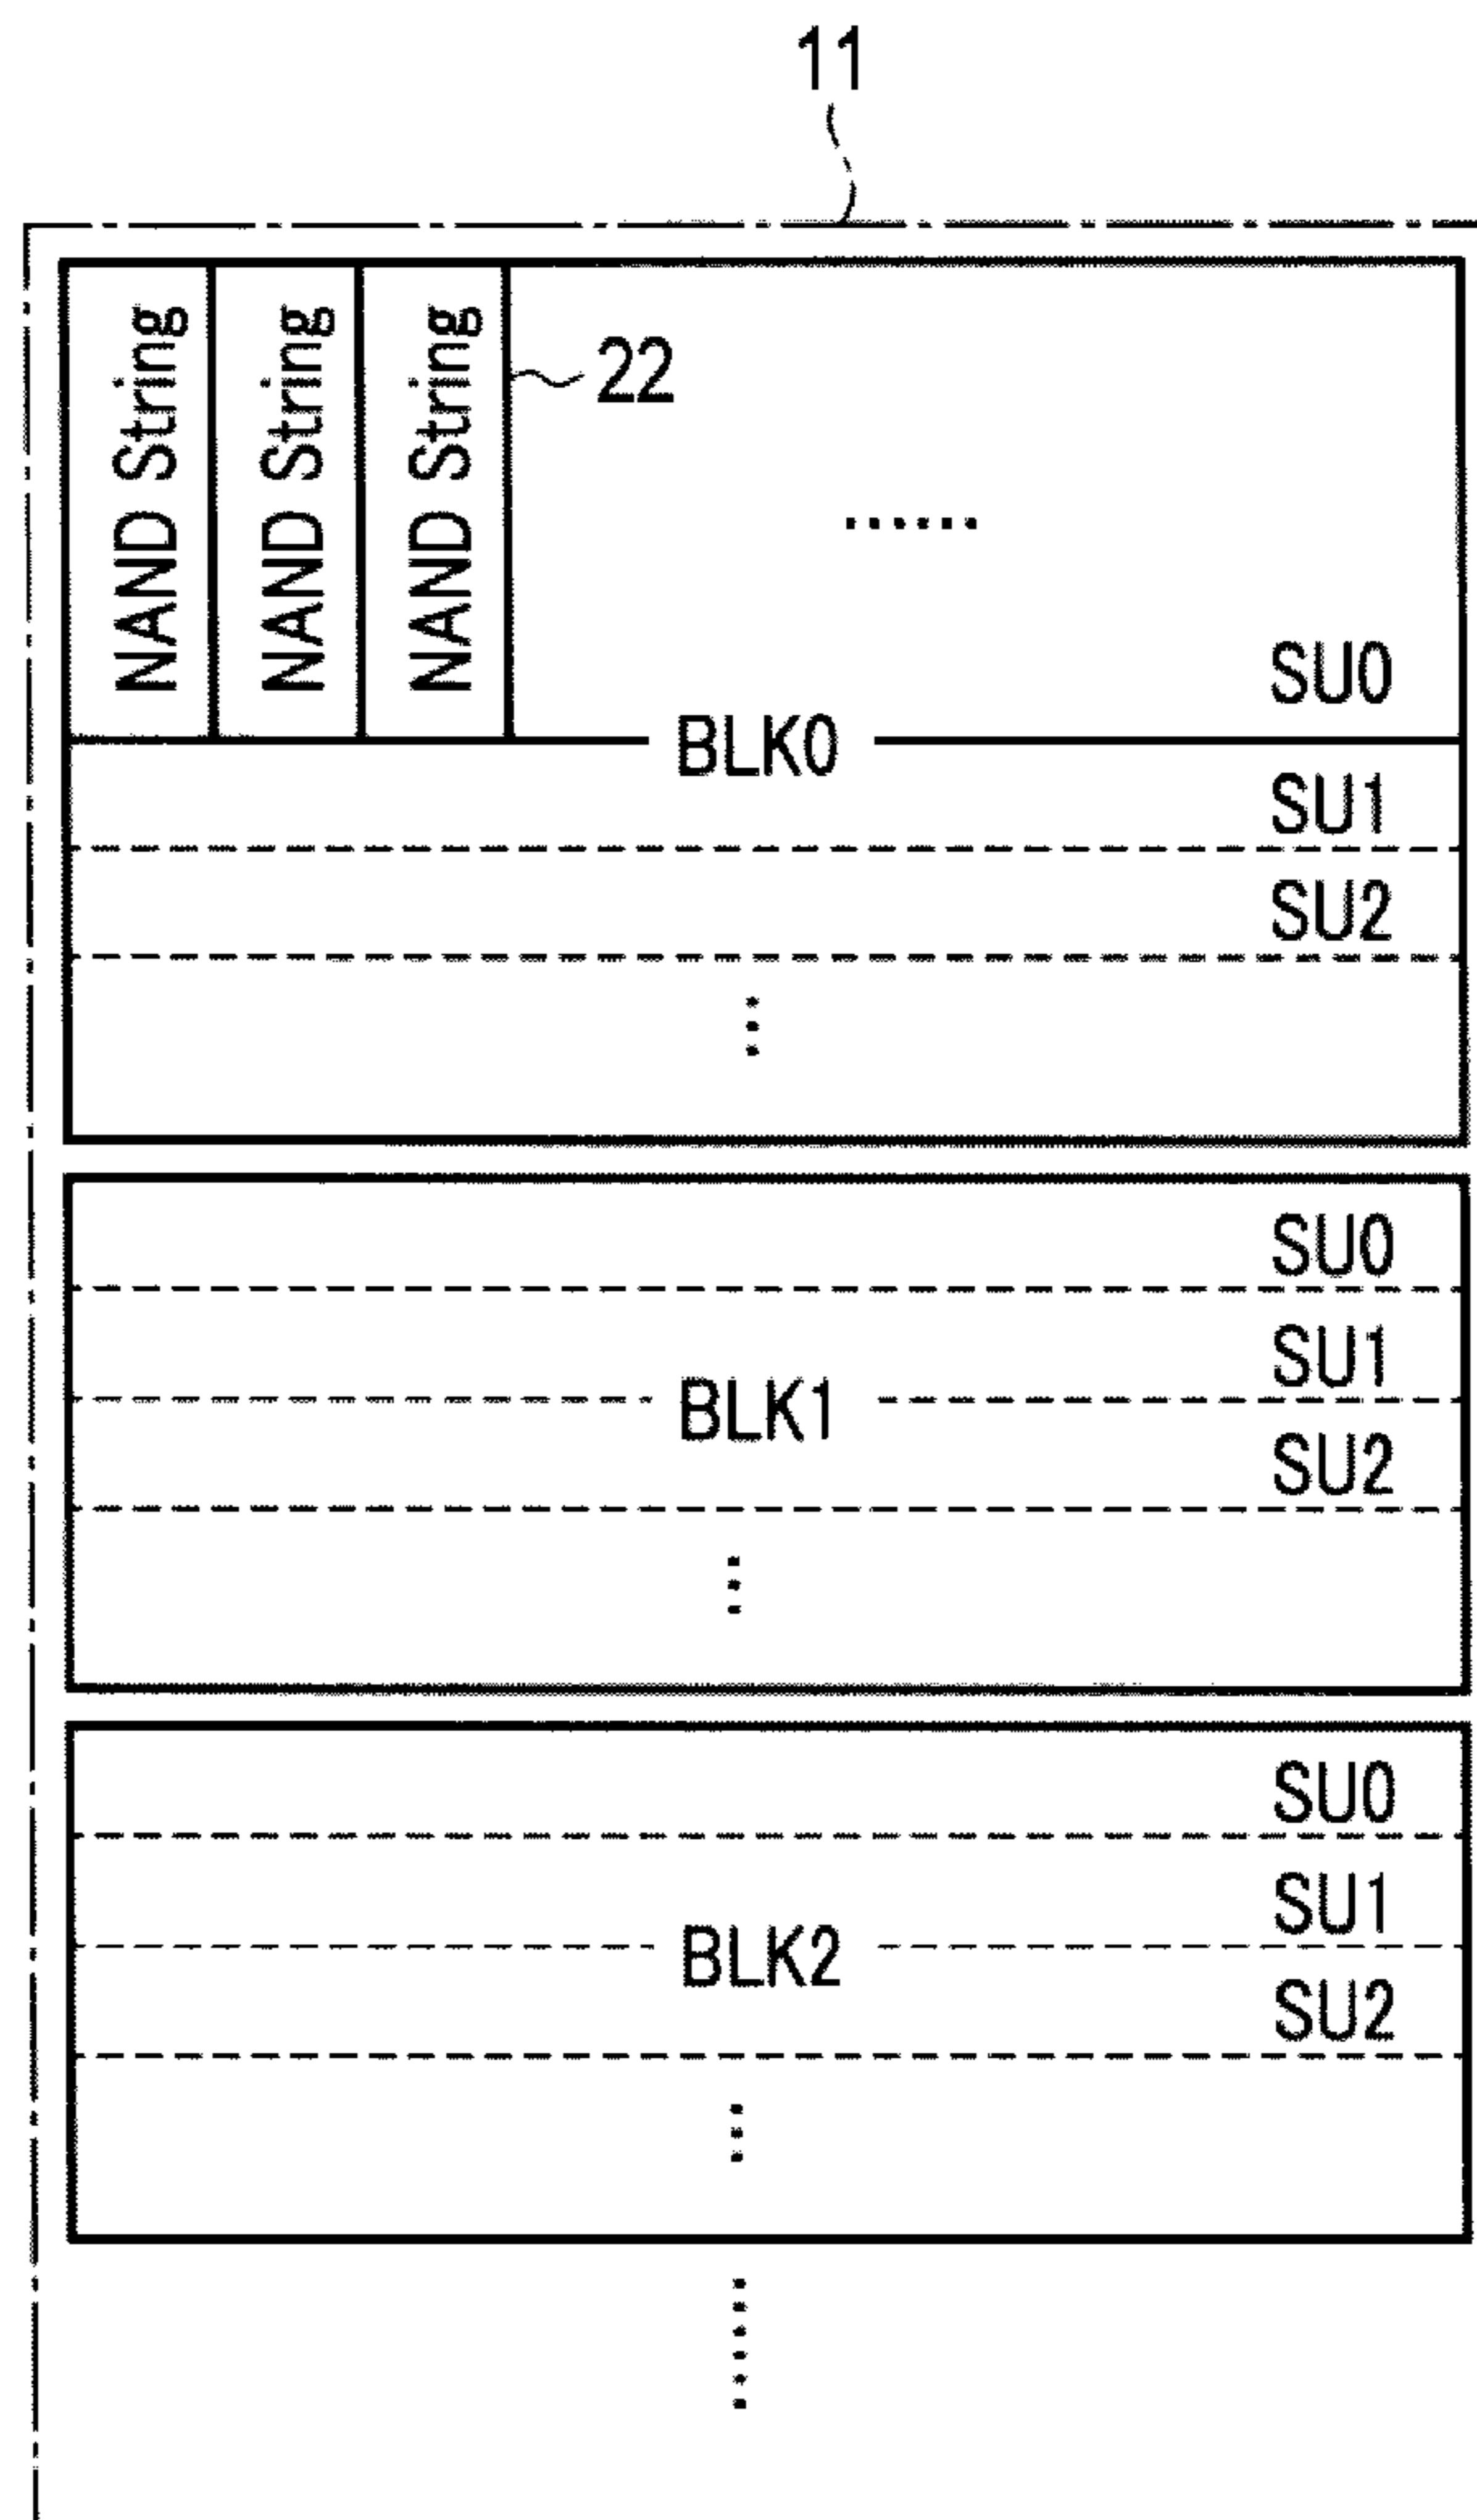 11
NAND String
NAND String
NAND String
22
......
SU0
BLK0
SU1
SU2
SU0
SU1
BLK1
SU2
SU0
SU1
BLK2
SU2